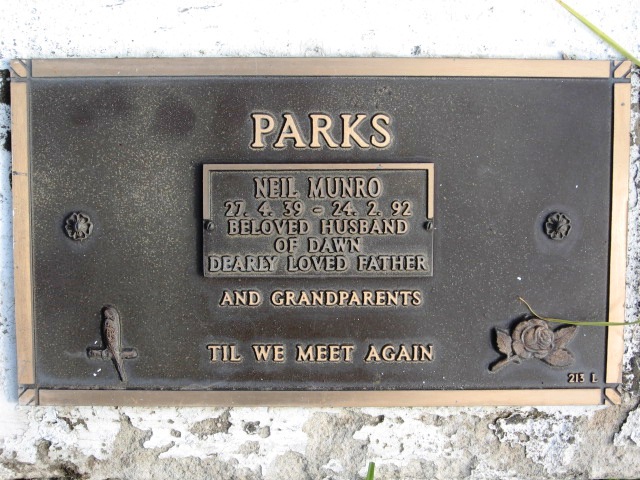 PARKS
NEIL MUNRO
27. 4. 39 - 24. 2. 92
BELOVED HUSBAND
OF DAWN
DEARLY LOVED FATHER
AND GRANDPARENTS
TIL WE MEET AGAIN
213 L